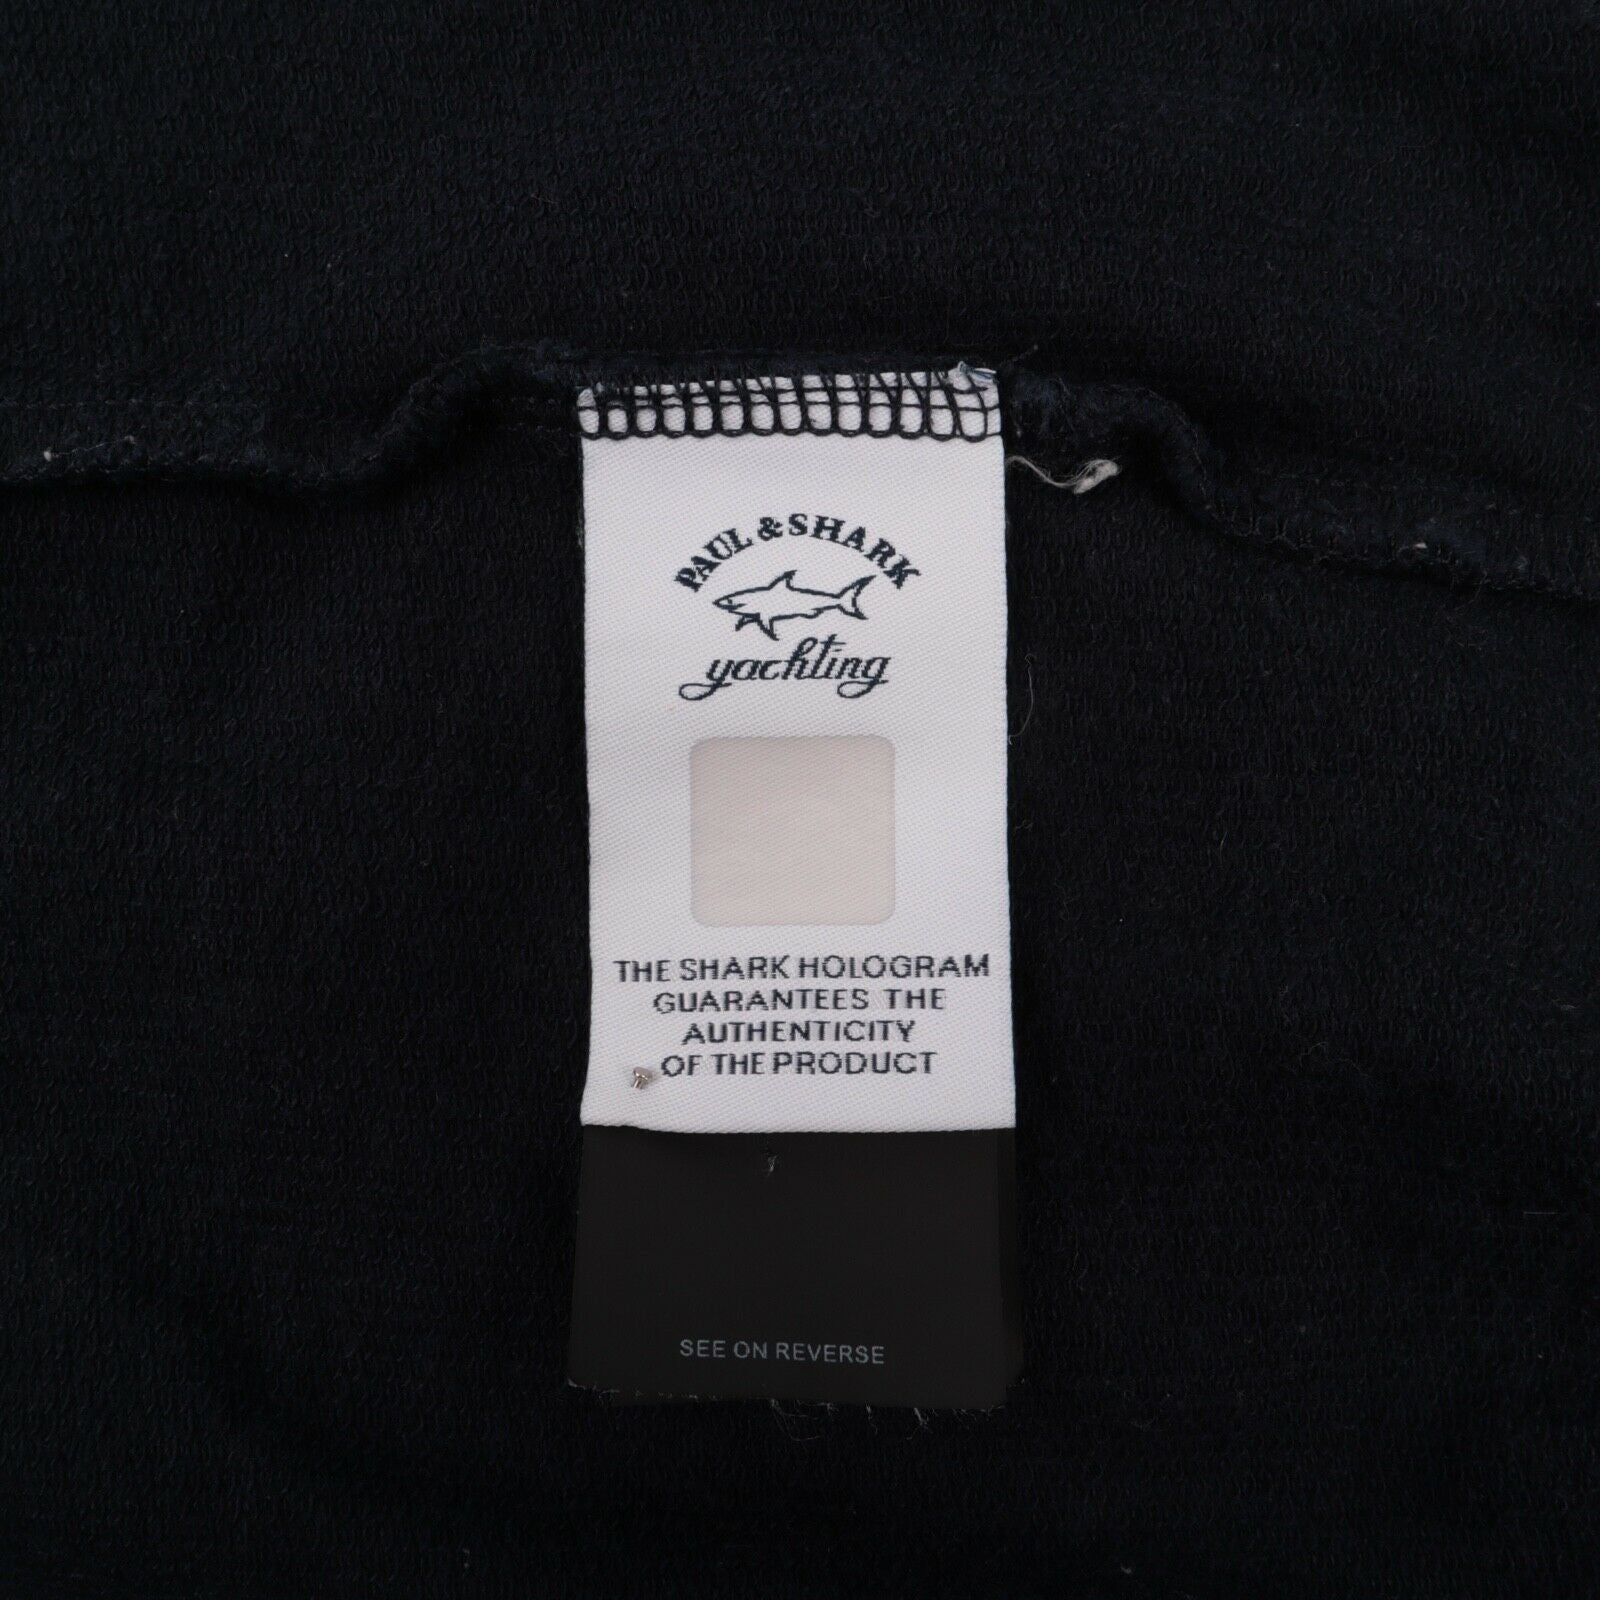 PAUL & SHARK
yachting
THE SHARK HOLOGRAM
GUARANTEES THE
AUTHENTICITY
OF THE PRODUCT
SEE ON REVERSE